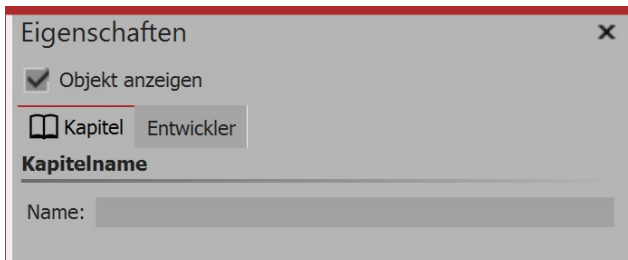 Eigenschaften
Objekt anzeigen
Kapitel Entwickler
Kapitelname
Name: